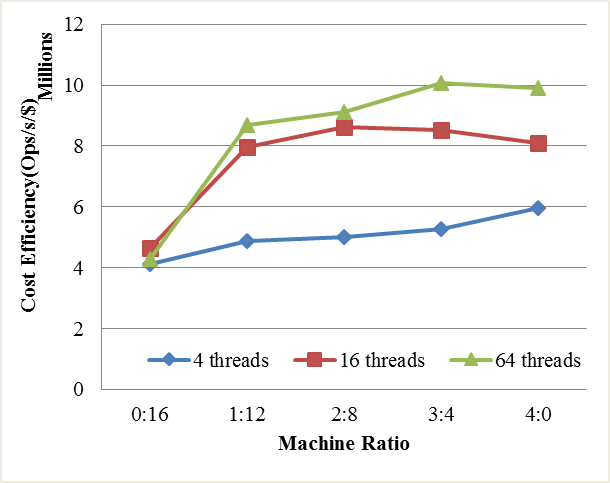 12
10
8
6
4
2
0
Cost Efficiency(Ops/s/$)
Millions
4 threads 16 threads 64 threads
0:16 1:12 2:8 3:4 4:0
Machine Ratio